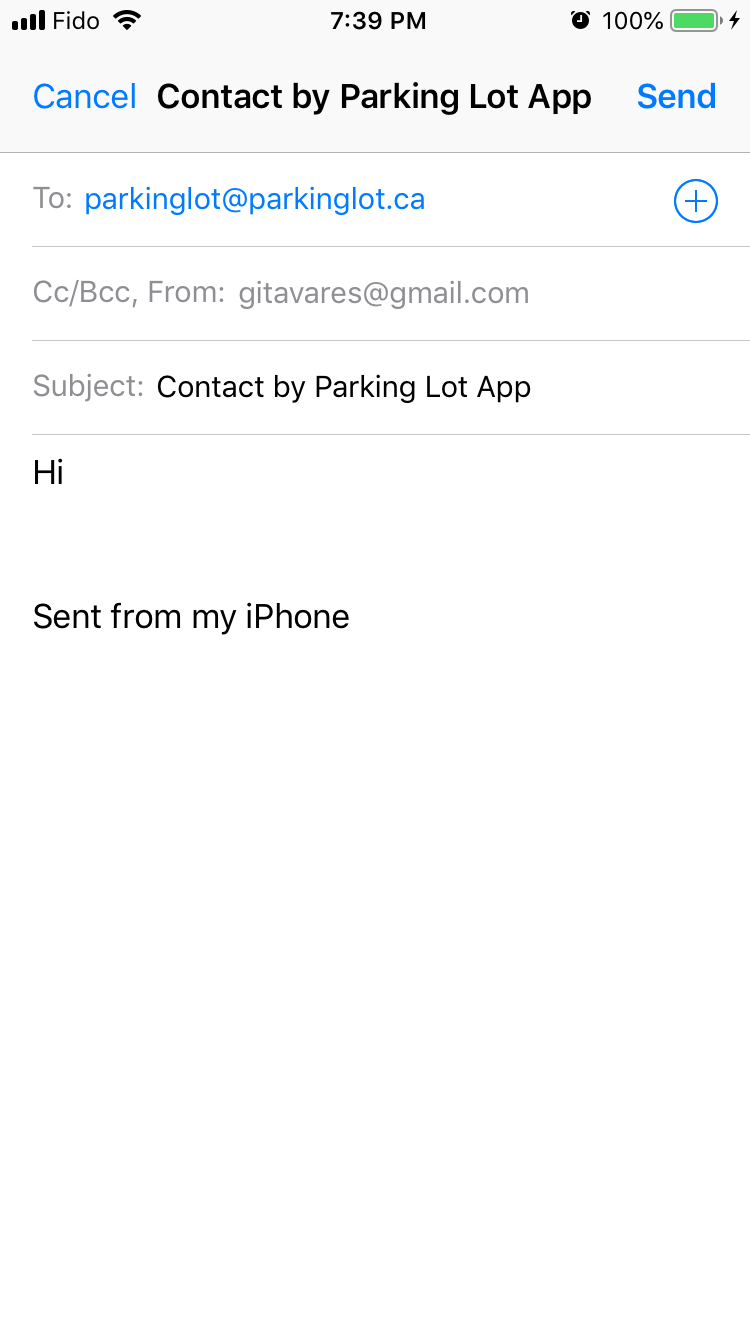 Fido 7:39 PM 100%
Cancel Contact by Parking Lot App Send
To: parkinglot@parkinglot.ca
Cc/Bcc, From: gitavares@gmail.com
Subject: Contact by Parking Lot App
Hi
Sent from my iPhone